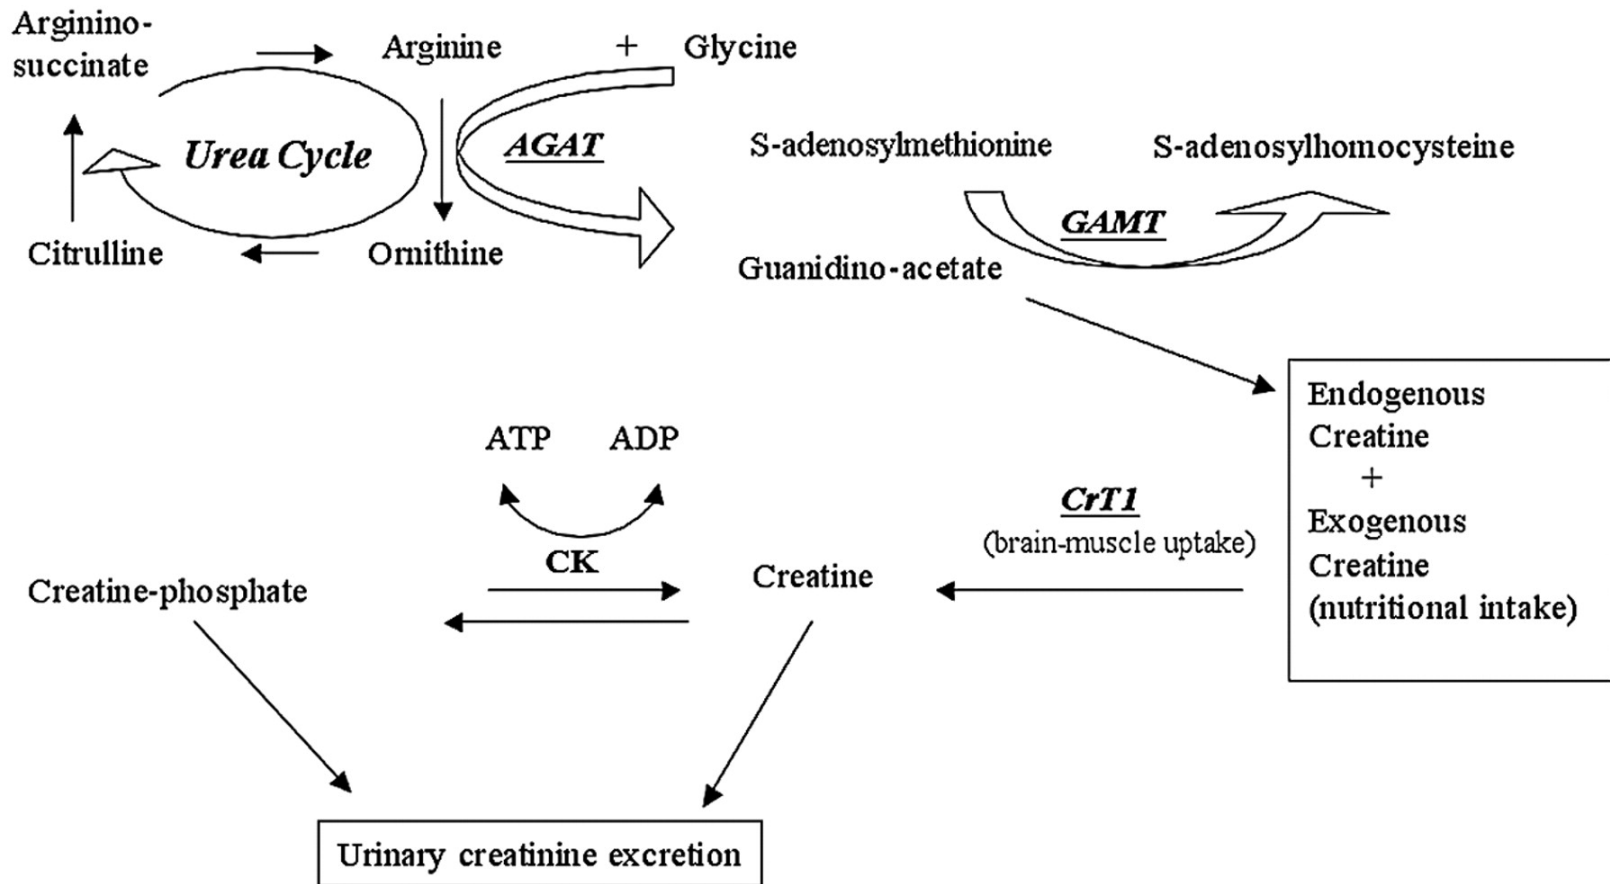 Arginino-
succinate
Arginine + Glycine
Urea Cycle
AGAT
S-adenosylmethionine
S-adenosylhomocysteine
GAMT
Citrulline
Ornithine
Guanidino-acetate
Endogenous
Creatine
+
Exogenous
Creatine
(nutritional intake)
ATP ADP
CK
CrT1
(brain-muscle uptake)
Creatine-phosphate
Creatine
Urinary creatinine excretion